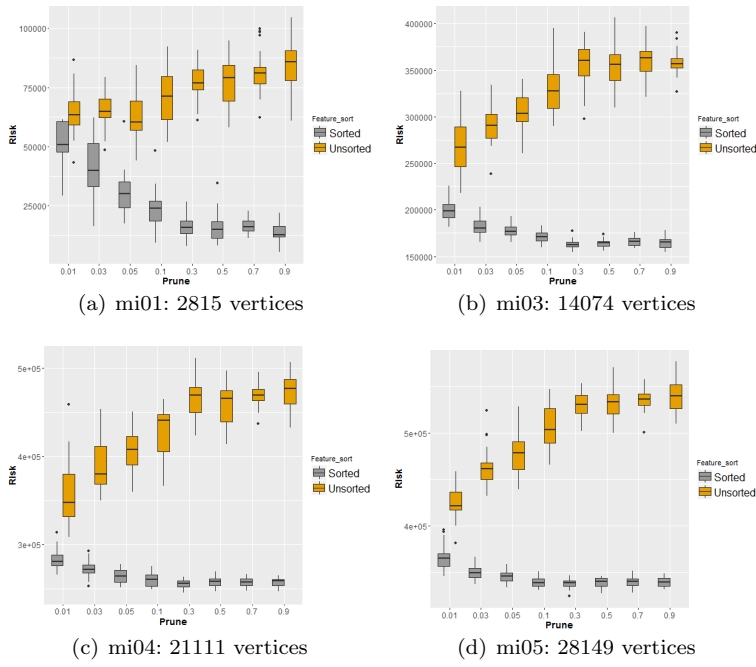 100000
75000
50000
25000
Risk
0.01 0.03 0.05 0.1 0.3 0.5 0.7 0.9
Prune
Feature_sort
Sorted
Unsorted
(a) mi01: 2815 vertices
400000
350000
300000
250000
200000
150000
Risk
0.01 0.03 0.05 0.1 0.3 0.5 0.7 0.9
Prune
Feature_sort
Sorted
Unsorted
(b) mi03: 14074 vertices
5e+05
4e+05
3e+05
Risk
0.01 0.03 0.05 0.1 0.3 0.5 0.7 0.9
Prune
Feature_sort
Sorted
Unsorted
(c) mi04: 21111 vertices
5e+05
4e+05
Risk
0.01 0.03 0.05 0.1 0.3 0.5 0.7 0.9
Prune
Feature_sort
Sorted
Unsorted
(d) mi05: 28149 vertices